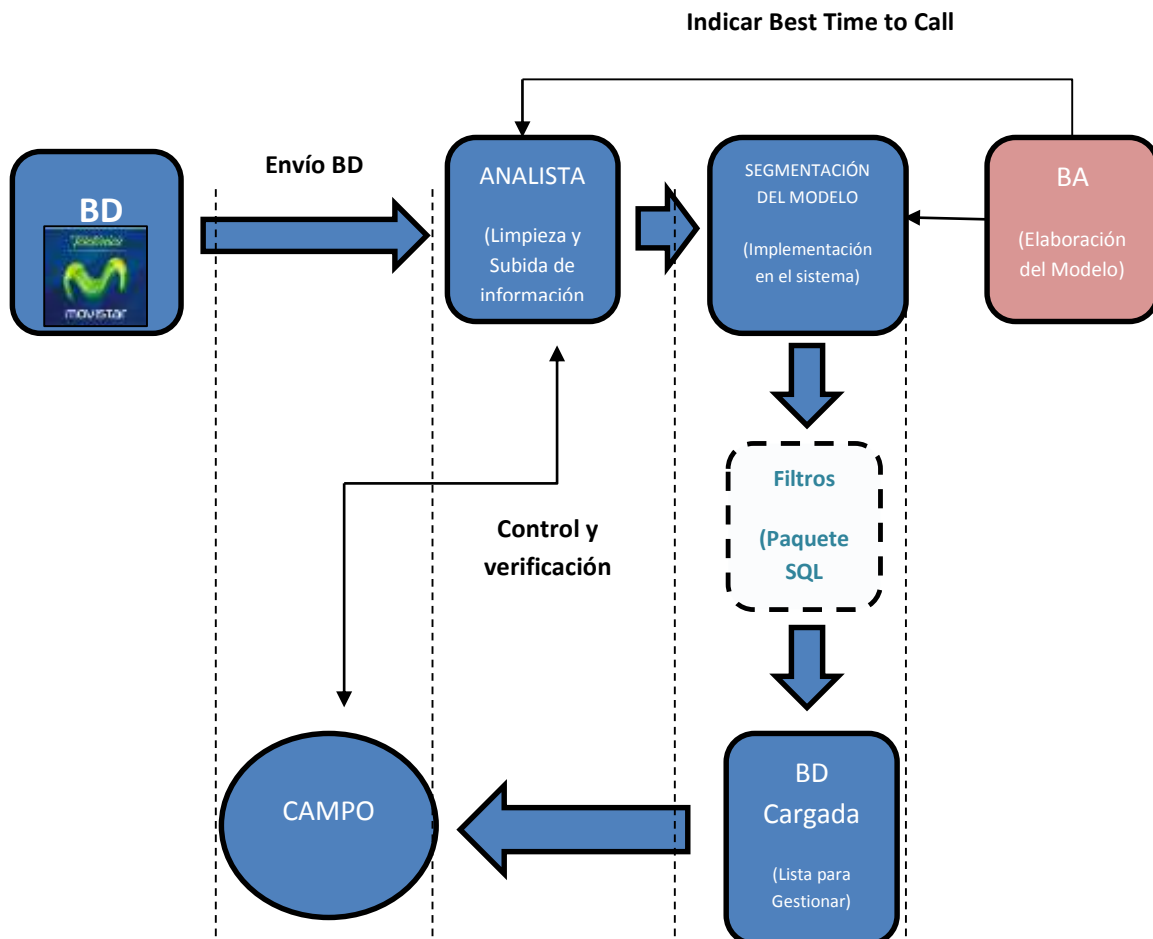 Indicar Best Time to Call
BD
Telefónica
movistar
Envío BD
ANALISTA
(Limpieza y
Subida de
información
SEGMENTACIÓN
DEL MODELO
(Implementación
en el sistema)
BA
(Elaboración
del Modelo)
Filtros
(Paquete
SQL
Control y
verificación
CAMPO
BD
Cargada
(Lista para
Gestionar)